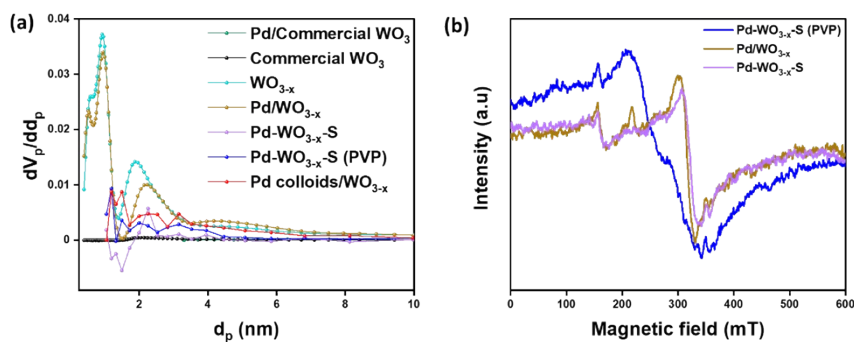 (a)
0.04
0.03
0.02
0.01
0
dVp/ddp
2
4
6
8
10
dp (nm)
Pd/Commercial WO3
Commercial WO3
WO3-x
Pd/WO3-x
Pd-WO3-x-S
Pd-WO3-x-S (PVP)
Pd colloids/WO3-x
(b)
Intensity (a.u)
0
100
200
300
400
500
600
Magnetic field (mT)
Pd-WO3-x-S (PVP)
Pd/WO3-x
Pd-WO3-x-S